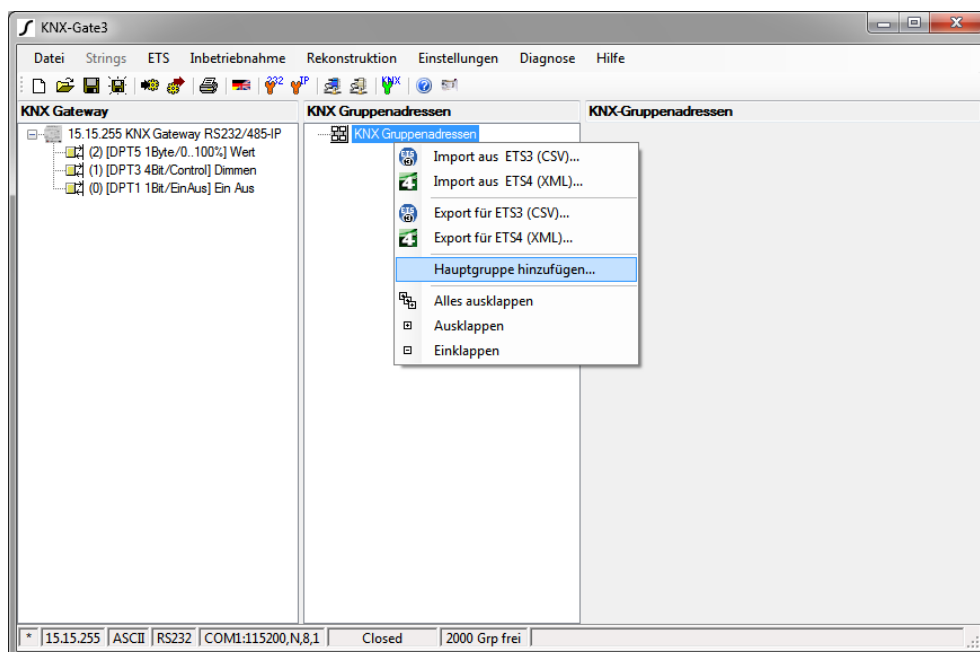 KNX-Gate3
Datei Strings ETS Inbetriebnahme Rekonstruktion Einstellungen Diagnose Hilfe
232 IP KNX
KNX Gateway KNX Gruppenadressen KNX-Gruppenadressen
15.15.255 KNX Gateway RS232/485-IP
(2) [DPT5 1Byte/0..100%] Wert
(1) [DPT3 4Bit/Control] Dimmen
(0) [DPT1 1Bit/EinAus] Ein Aus
KNX Gruppenadressen
Import aus ETS3 (CSV)...
Import aus ETS4 (XML)...
Export für ETS3 (CSV)...
Export für ETS4 (XML)...
Hauptgruppe hinzufügen...
Alles ausklappen
Ausklappen
Einklappen
* 15.15.255 ASCII RS232 COM1:115200,N,8,1 Closed 2000 Grp frei